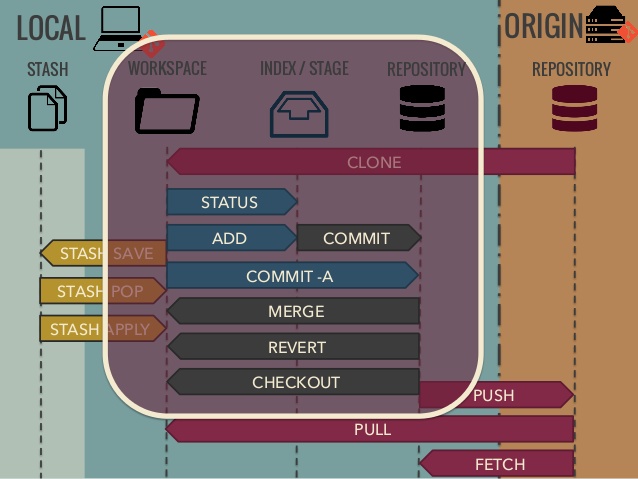 LOCAL
ORIGIN
STASH
WORKSPACE
INDEX / STAGE
REPOSITORY
REPOSITORY
CLONE
STATUS
ADD
COMMIT
STASH SAVE
COMMIT -A
STASH POP
MERGE
STASH APPLY
REVERT
CHECKOUT
PUSH
PULL
FETCH